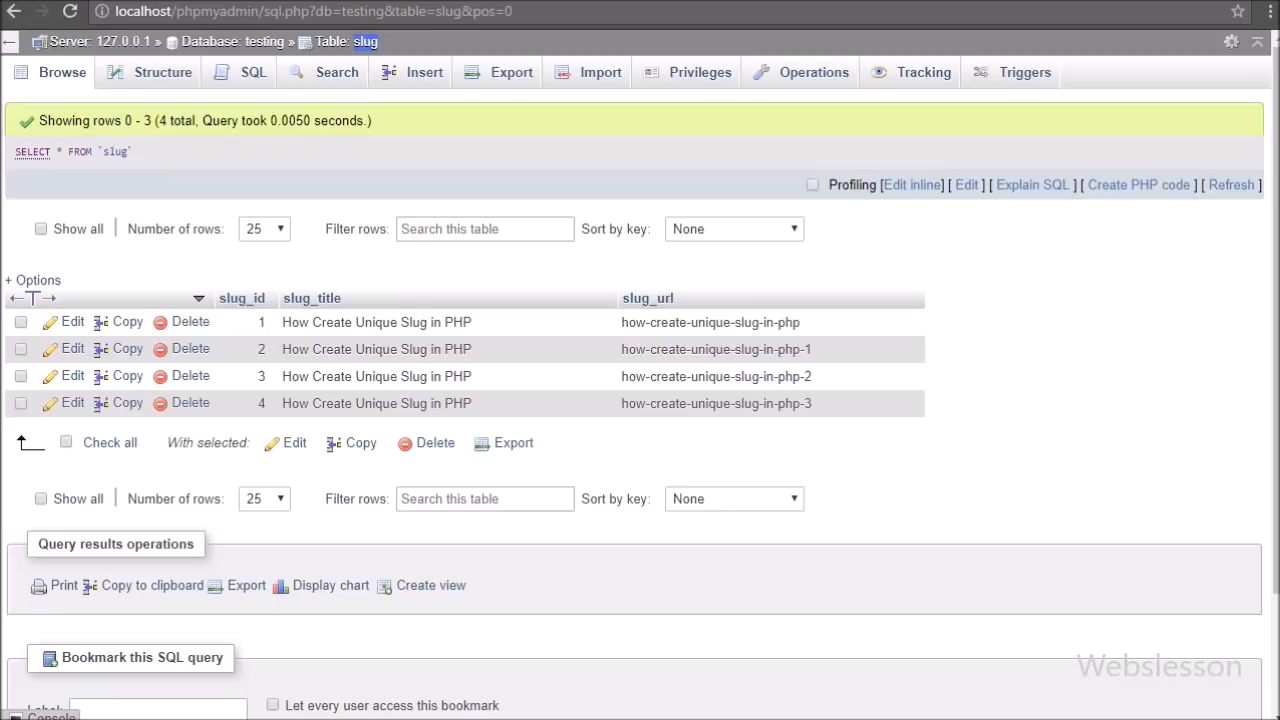 localhost/phpmyadmin/sql.php?db=testing&table=slug&pos=0
Server: 127.0.0.1 » Database: testing » Table: slug
Browse Structure SQL Search Insert Export Import Privileges Operations Tracking Triggers
Showing rows 0 - 3 (4 total, Query took 0.0050 seconds.)
SELECT * FROM `slug`
Profiling [Edit inline] [ Edit ] [ Explain SQL ] [ Create PHP code ] [ Refresh ]
Show all | Number of rows: 25 Filter rows: Search this table Sort by key: None
+ Options
slug_id slug_title slug_url
Edit Copy Delete 1 How Create Unique Slug in PHP how-create-unique-slug-in-php
Edit Copy Delete 2 How Create Unique Slug in PHP how-create-unique-slug-in-php-1
Edit Copy Delete 3 How Create Unique Slug in PHP how-create-unique-slug-in-php-2
Edit Copy Delete 4 How Create Unique Slug in PHP how-create-unique-slug-in-php-3
Check all With selected: Edit Copy Delete Export
Show all | Number of rows: 25 Filter rows: Search this table Sort by key: None
Query results operations
Print Copy to clipboard Export Display chart Create view
Bookmark this SQL query
Webslesson
Label: Let every user access this bookmark
Console